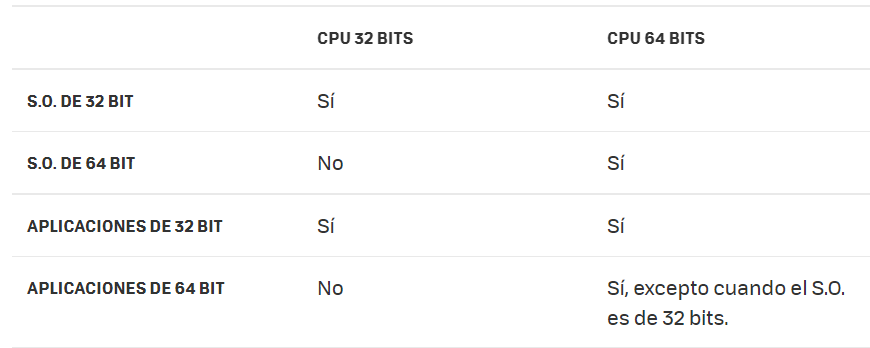 CPU 32 BITS CPU 64 BITS
S.O. DE 32 BIT Sí Sí
S.O. DE 64 BIT No Sí
APLICACIONES DE 32 BIT Sí Sí
APLICACIONES DE 64 BIT No Sí, excepto cuando el S.O.
es de 32 bits.